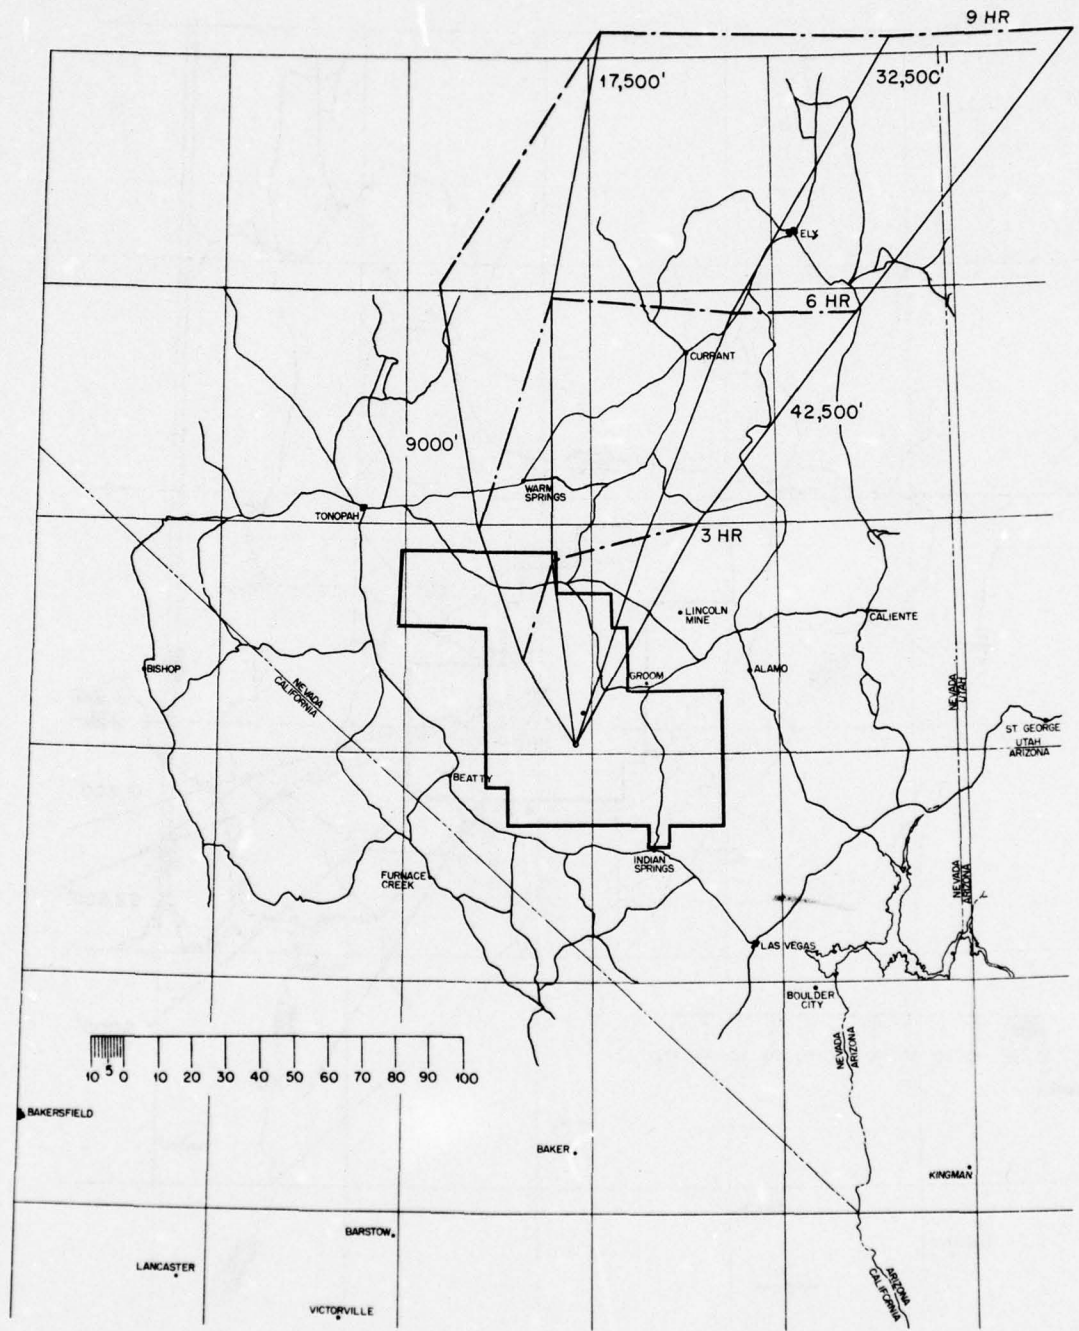 9 HR
17,500'
32,500'
ELY
6 HR
CURRANT
42,500'
9000'
WARM
SPRINGS
TONOPAH
3 HR
LINCOLN
MINE
CALIENTE
BISHOP
GROOM
ALAMO
NEVADA
CALIFORNIA
NEVADA
UTAH
ST. GEORGE
UTAH
ARIZONA
BEATTY
INDIAN
SPRINGS
FURNACE
CREEK
NEVADA
ARIZONA
LAS VEGAS
BOULDER
CITY
NEVADA
ARIZONA
10 5 0 10 20 30 40 50 60 70 80 90 100
BAKERSFIELD
BAKER
KINGMAN
BARSTOW
LANCASTER
ARIZONA
CALIFORNIA
VICTORVILLE